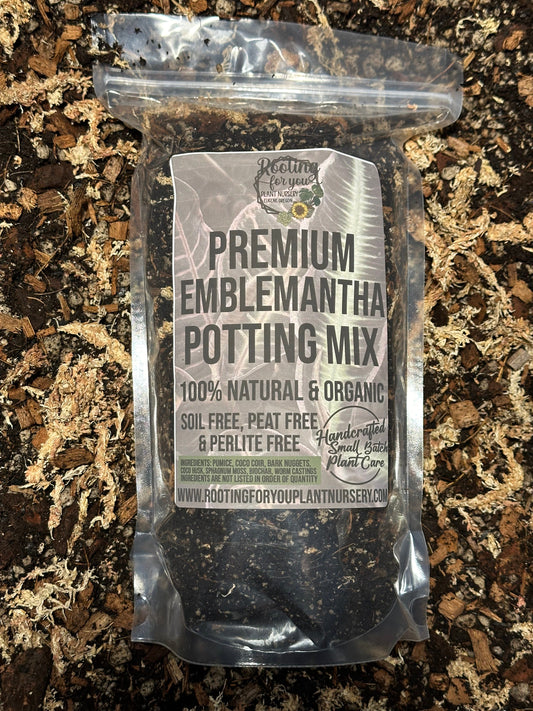 Rooting
for you
PLANT NURSERY
EUGENE OREGON
PREMIUM
EMBLEMANTHA
POTTING MIX
100% NATURAL & ORGANIC
SOIL FREE, PEAT FREE
& PERLITE FREE
Handcrafted
Small Batch
Plant Care
INGREDIENTS: PUMICE, COCO COIR, BARK NUGGETS,
COCO HUSK, SPHAGNUM MOSS, BIOCHAR, WORM CASTINGS
INGREDIENTS ARE NOT LISTED IN ORDER OF QUANTITY
WWW.ROOTINGFORYOUPLANTNURSERY.COM